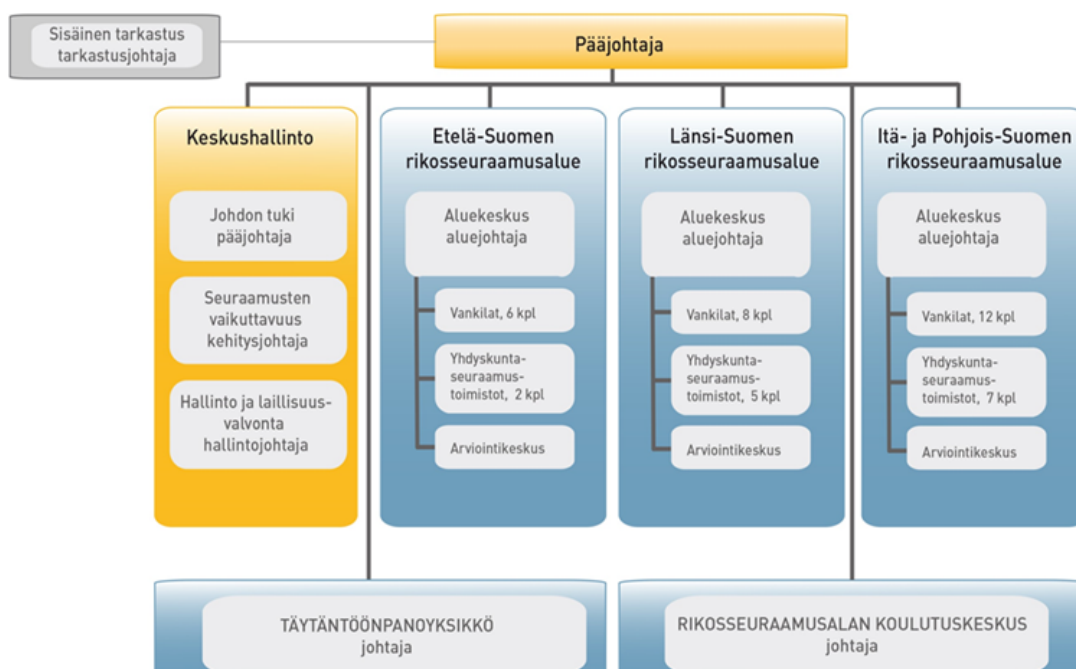 Sisäinen tarkastus
tarkastusjohtaja
Pääjohtaja
Keskushallinto
Johdon tuki
pääjohtaja
Seuraamusten
vaikuttavuus
kehitysjohtaja
Hallinto ja laillisuus-
valvonta
hallintojohtaja
Etelä-Suomen
rikosseuraamusalue
Aluekeskus
aluejohtaja
Vankilat, 6 kpl
Yhdyskunta-
seuraamus-
toimistot, 2 kpl
Arviointikeskus
Länsi-Suomen
rikosseuraamusalue
Aluekeskus
aluejohtaja
Vankilat, 8 kpl
Yhdyskunta-
seuraamus-
toimistot, 5 kpl
Arviointikeskus
Itä- ja Pohjois-Suomen
rikosseuraamusalue
Aluekeskus
aluejohtaja
Vankilat, 12 kpl
Yhdyskunta-
seuraamus-
toimistot, 7 kpl
Arviointikeskus
TÄYTÄNTÖÖNPANOYKSIKKÖ
johtaja
RIKOSSEURAAMUSALAN KOULUTUSKESKUS
johtaja